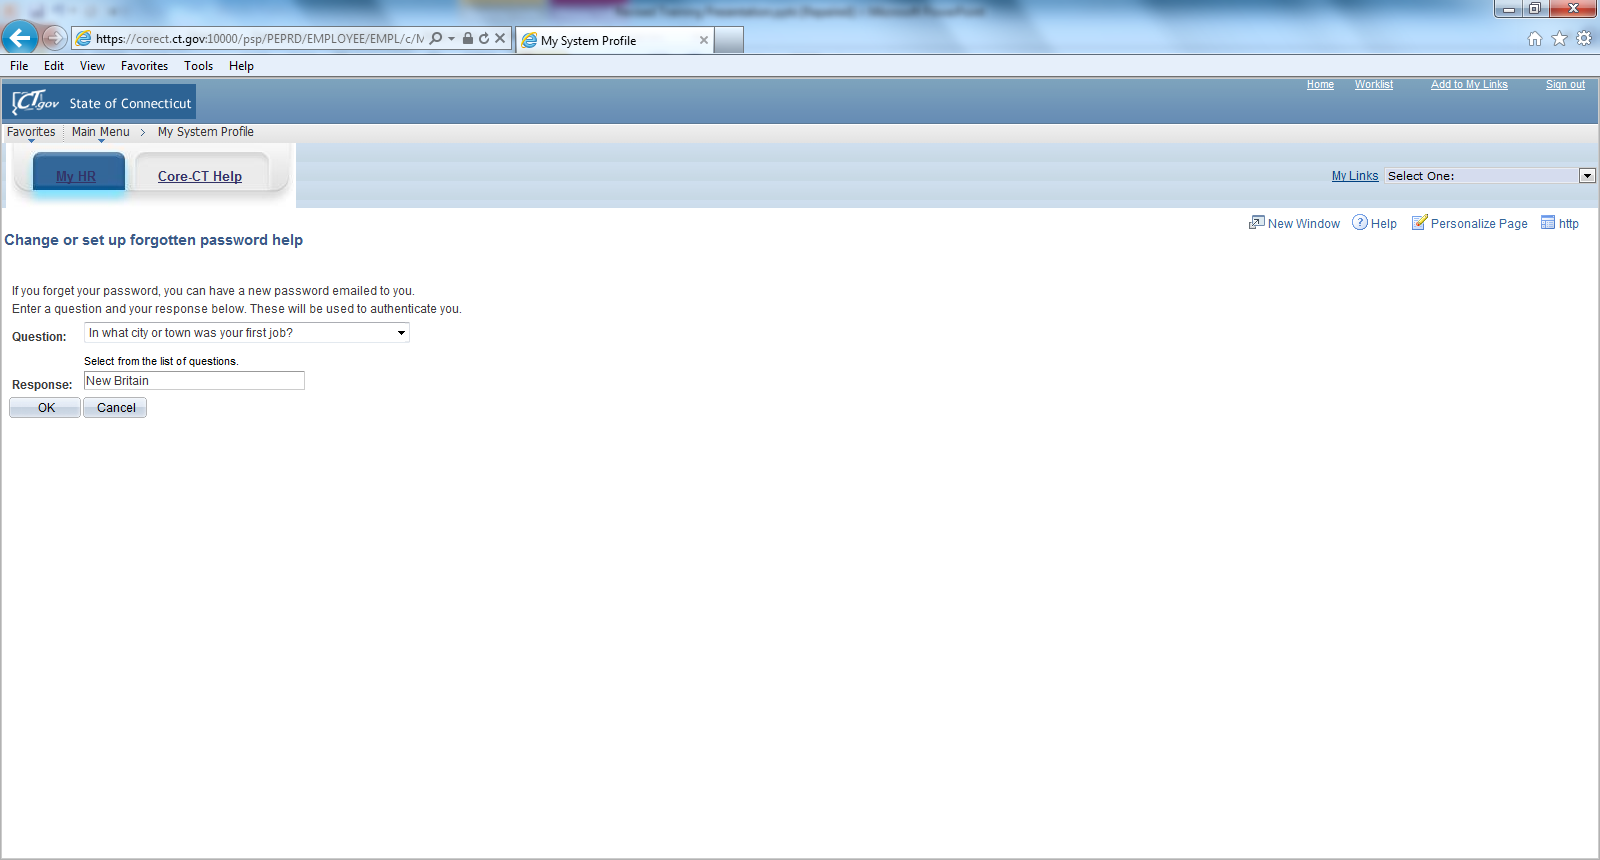 https://corect.ct.gov:10000/psp/PEPRD/EMPLOYEE/EMPL/c/M
My System Profile
File Edit View Favorites Tools Help
Home Worklist Add to My Links Sign out
CT.gov State of Connecticut
Favorites Main Menu > My System Profile
My HR Core-CT Help
My Links Select One:
New Window Help Personalize Page http
Change or set up forgotten password help
If you forget your password, you can have a new password emailed to you.
Enter a question and your response below. These will be used to authenticate you.
Question: In what city or town was your first job?
Select from the list of questions.
Response: New Britain
OK Cancel